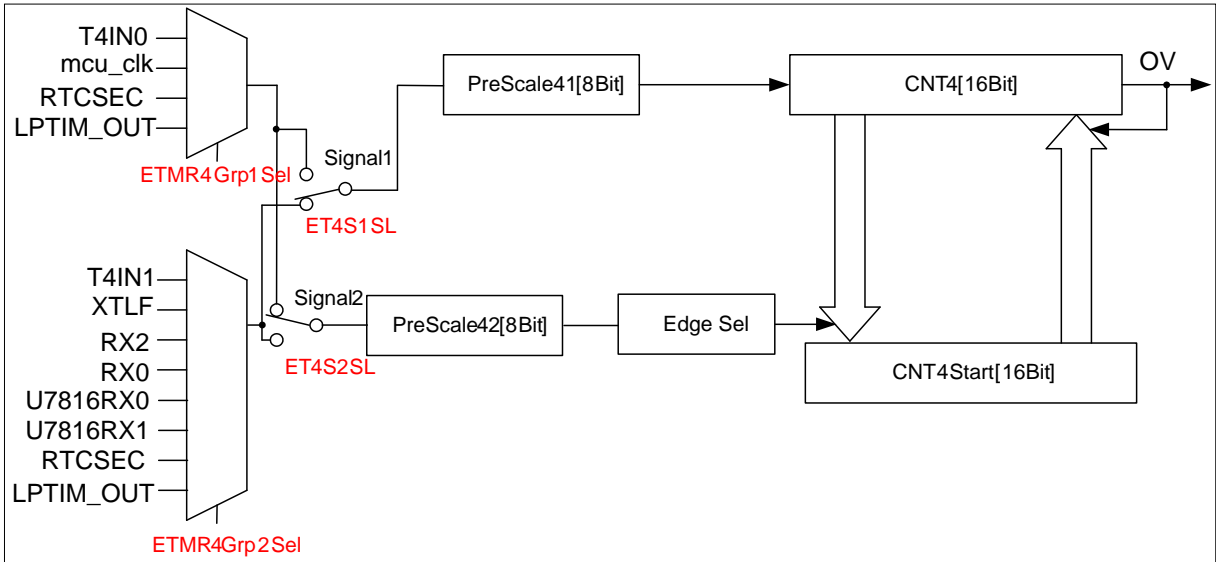 T4IN0
mcu_clk
RTCSEC
LPTIM_OUT
ETMR4Grp1Sel
Signal1
ET4S1SL
PreScale41[8Bit]
CNT4[16Bit]
OV
T4IN1
XTLF
RX2
RX0
U7816RX0
U7816RX1
RTCSEC
LPTIM_OUT
ETMR4Grp2Sel
Signal2
ET4S2SL
PreScale42[8Bit]
Edge Sel
CNT4Start[16Bit]